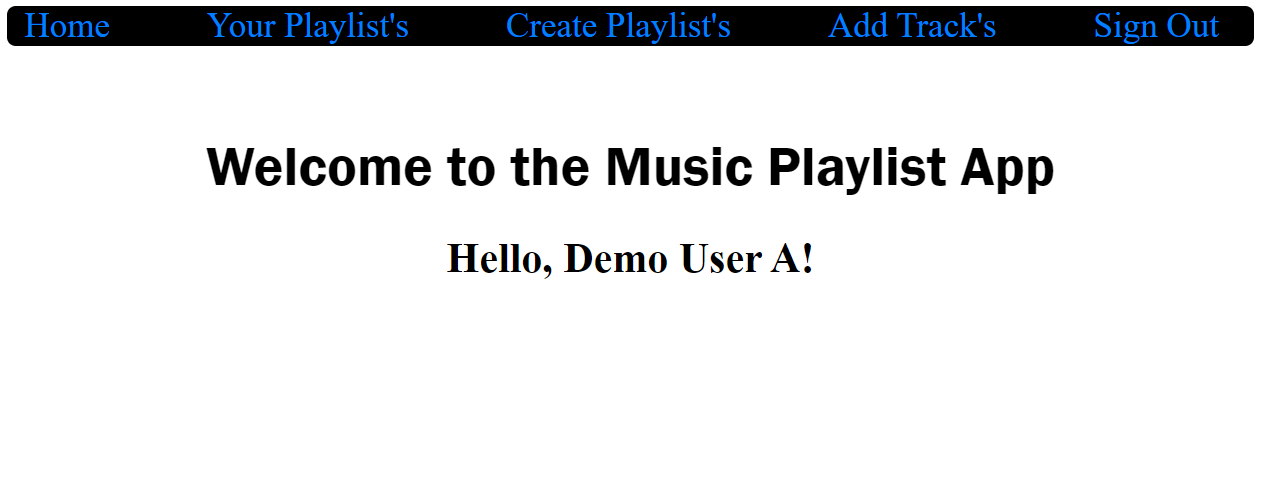 Home Your Playlist's Create Playlist's Add Track's Sign Out
Welcome to the Music Playlist App
Hello, Demo User A!